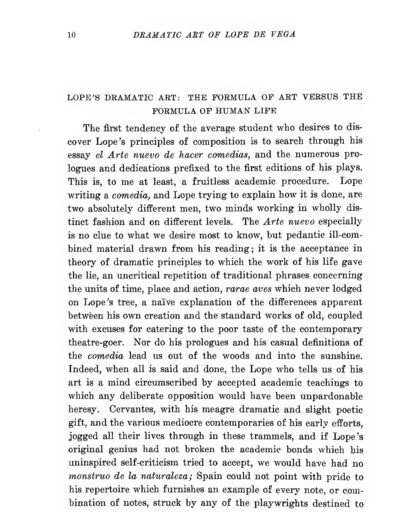 10 DRAMATIC ART OF LOPE DE VEGA
LOPE'S DRAMATIC ART: THE FORMULA OF ART VERSUS THE
FORMULA OF HUMAN LIFE
The first tendency of the average student who desires to dis-
cover Lope's principles of composition is to search through his
essay el Arte nuevo de hacer comedias, and the numerous pro-
logues and dedications prefixed to the first editions of his plays.
This is, to me at least, a fruitless academic procedure. Lope
writing a comedia, and Lope trying to explain how it is done, are
two absolutely different men, two minds working in wholly dis-
tinct fashion and on different levels. The Arte nuevo especially
is no clue to what we desire most to know, but pedantic ill-com-
bined material drawn from his reading; it is the acceptance in
theory of dramatic principles to which the work of his life gave
the lie, an uncritical repetition of traditional phrases concerning
the units of time, place and action, rarae aves which never lodged
on Lope's tree, a naïve explanation of the differences apparent
between his own creation and the standard works of old, coupled
with excuses for catering to the poor taste of the contemporary
theatre-goer. Nor do his prologues and his casual definitions of
the comedia lead us out of the woods and into the sunshine.
Indeed, when all is said and done, the Lope who tells us of his
art is a mind circumscribed by accepted academic teachings to
which any deliberate opposition would have been unpardonable
heresy. Cervantes, with his meagre dramatic and slight poetic
gift, and the various mediocre contemporaries of his early efforts,
jogged all their lives through in these trammels, and if Lope's
original genius had not broken the academic bonds which his
uninspired self-criticism tried to accept, we would have had no
monstruo de la naturaleza; Spain could not point with pride to
his repertoire which furnishes an example of every note, or com-
bination of notes, struck by any of the playwrights destined to